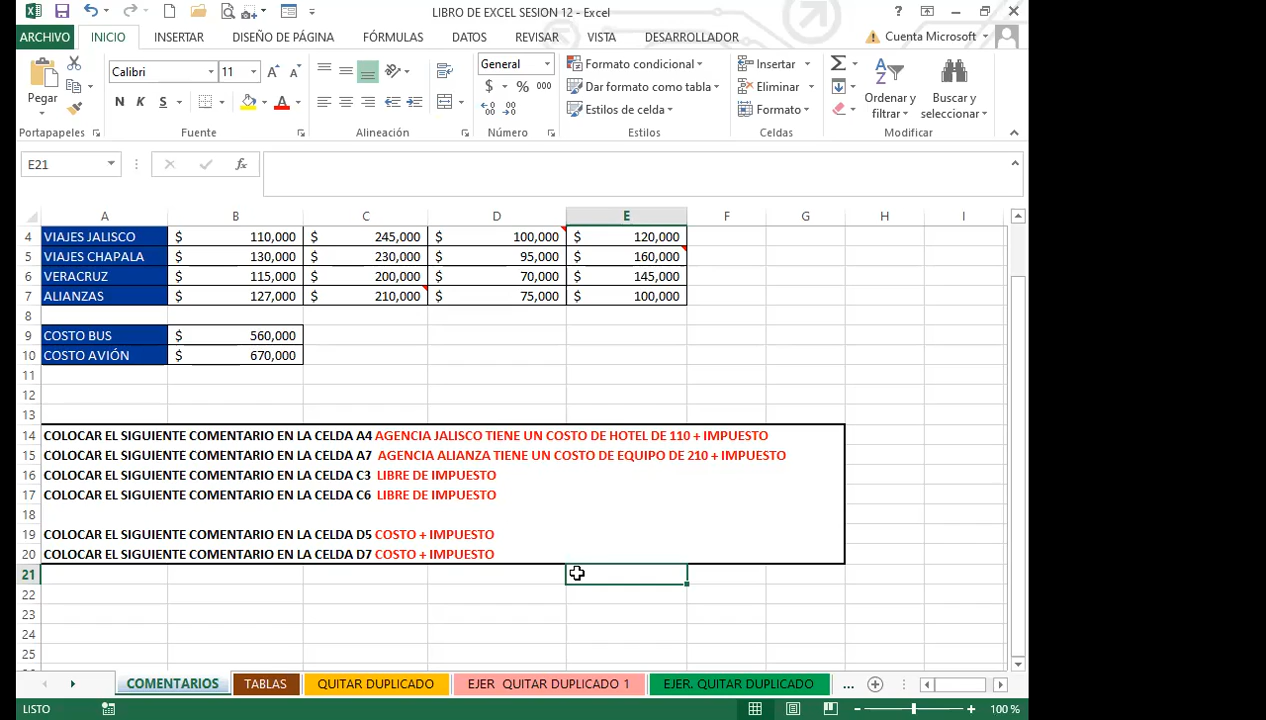 LIBRO DE EXCEL SESION 12 - Excel
ARCHIVO INICIO INSERTAR DISEÑO DE PÁGINA FÓRMULAS DATOS REVISAR VISTA DESARROLLADOR Cuenta Microsoft
Calibri 11 General Formato condicional Insertar
Pegar Dar formato como tabla Eliminar Ordenar y filtrar Buscar y seleccionar
N K S $ % 000 Estilos de celda Formato
Portapapeles Fuente Alineación Número Estilos Celdas Modificar
E21 fx
A B C D E F G H I
4 VIAJES JALISCO $ 110,000 $ 245,000 $ 100,000 $ 120,000
5 VIAJES CHAPALA $ 130,000 $ 230,000 $ 95,000 $ 160,000
6 VERACRUZ $ 115,000 $ 200,000 $ 70,000 $ 145,000
7 ALIANZAS $ 127,000 $ 210,000 $ 75,000 $ 100,000
8
9 COSTO BUS $ 560,000
10 COSTO AVIÓN $ 670,000
11
12
13
14 COLOCAR EL SIGUIENTE COMENTARIO EN LA CELDA A4 AGENCIA JALISCO TIENE UN COSTO DE HOTEL DE 110 + IMPUESTO
15 COLOCAR EL SIGUIENTE COMENTARIO EN LA CELDA A7 AGENCIA ALIANZA TIENE UN COSTO DE EQUIPO DE 210 + IMPUESTO
16 COLOCAR EL SIGUIENTE COMENTARIO EN LA CELDA C3 LIBRE DE IMPUESTO
17 COLOCAR EL SIGUIENTE COMENTARIO EN LA CELDA C6 LIBRE DE IMPUESTO
18
19 COLOCAR EL SIGUIENTE COMENTARIO EN LA CELDA D5 COSTO + IMPUESTO
20 COLOCAR EL SIGUIENTE COMENTARIO EN LA CELDA D7 COSTO + IMPUESTO
21
22
23
24
25
COMENTARIOS TABLAS QUITAR DUPLICADO EJER QUITAR DUPLICADO 1 EJER. QUITAR DUPLICADO ...
LISTO 100 %